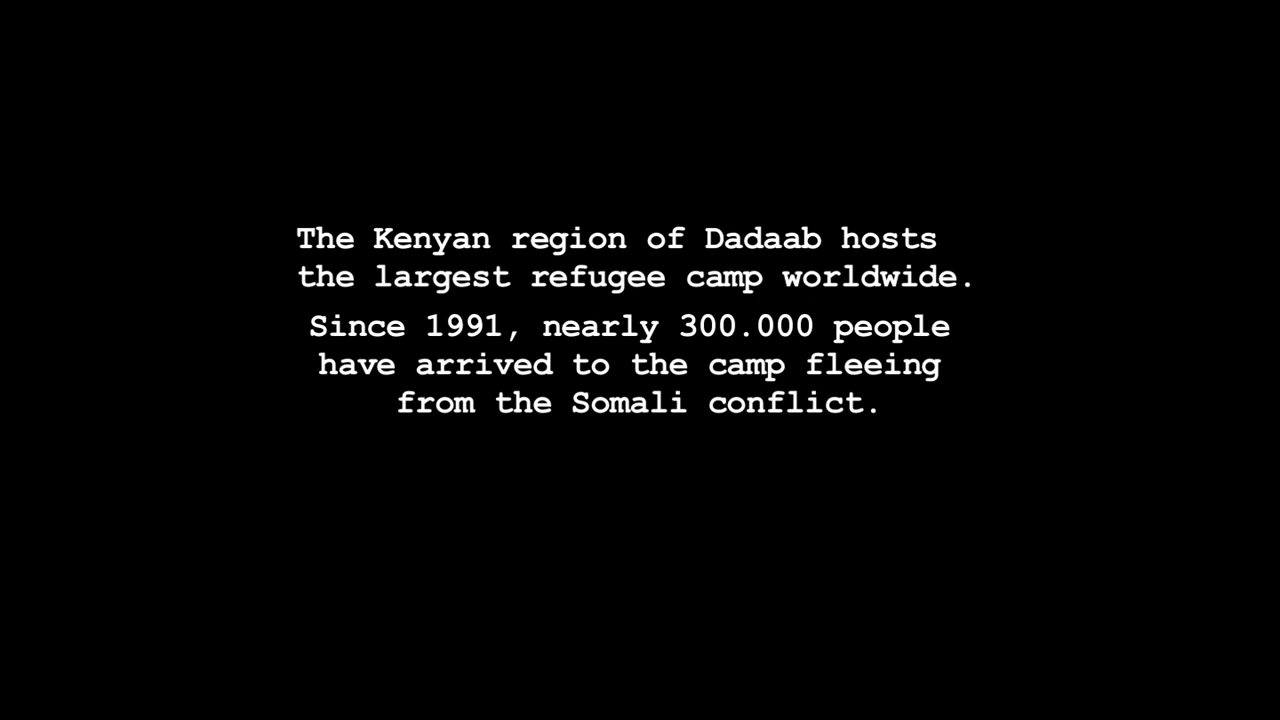 The Kenyan region of Dadaab hosts
the largest refugee camp worldwide.
Since 1991, nearly 300.000 people
have arrived to the camp fleeing
from the Somali conflict.